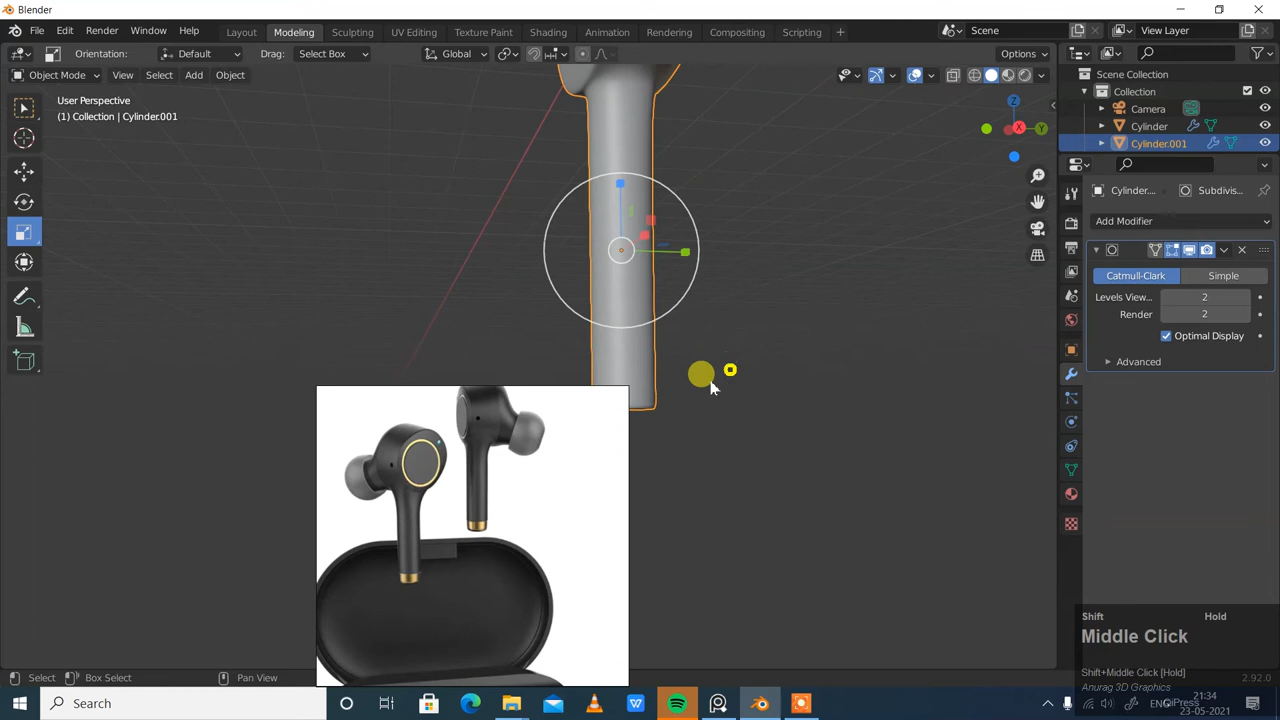 Blender
File Edit Render Window Help Layout Modeling Sculpting UV Editing Texture Paint Shading Animation Rendering Compositing Scripting Scene View Layer
Orientation: Default Drag: Select Box Global Options
Object Mode View Select Add Object
User Perspective
(1) Collection | Cylinder.001
Z
X
Y
Scene Collection
Collection
Camera
Cylinder
Cylinder.001
Cylinder.... Subdivis...
Add Modifier
Catmull-Clark Simple
Levels View... 2
Render 2
Optimal Display
Advanced
Shift Hold
Middle Click
Shift+Middle Click [Hold]
Anurag 3D Graphics
Select Box Select Pan View 2.92.0
Search
21:34
23-05-2021